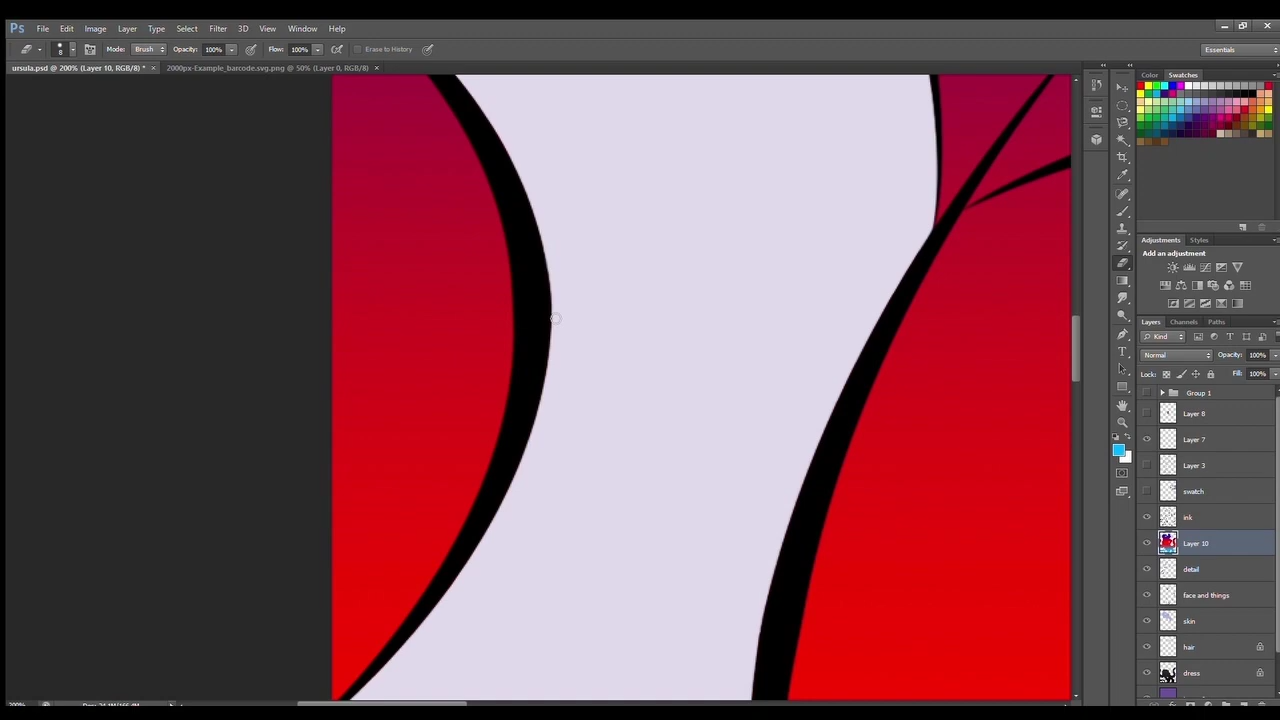 Ps File Edit Image Layer Type Select Filter 3D View Window Help
8 Mode: Brush Opacity: 100% Flow: 100% Erase to History Essentials
ursula.psd @ 200% (Layer 10, RGB/8) * × 2000px-Example_barcode.svg.png @ 50% (Layer 0, RGB/8) ×
Color Swatches
Adjustments Styles
Add an adjustment
Layers Channels Paths
Kind
Normal Opacity: 100%
Lock: Fill: 100%
Group 1
Layer 8
Layer 7
Layer 3
swatch
ink
Layer 10
detail
face and things
skin
hair
dress
200%